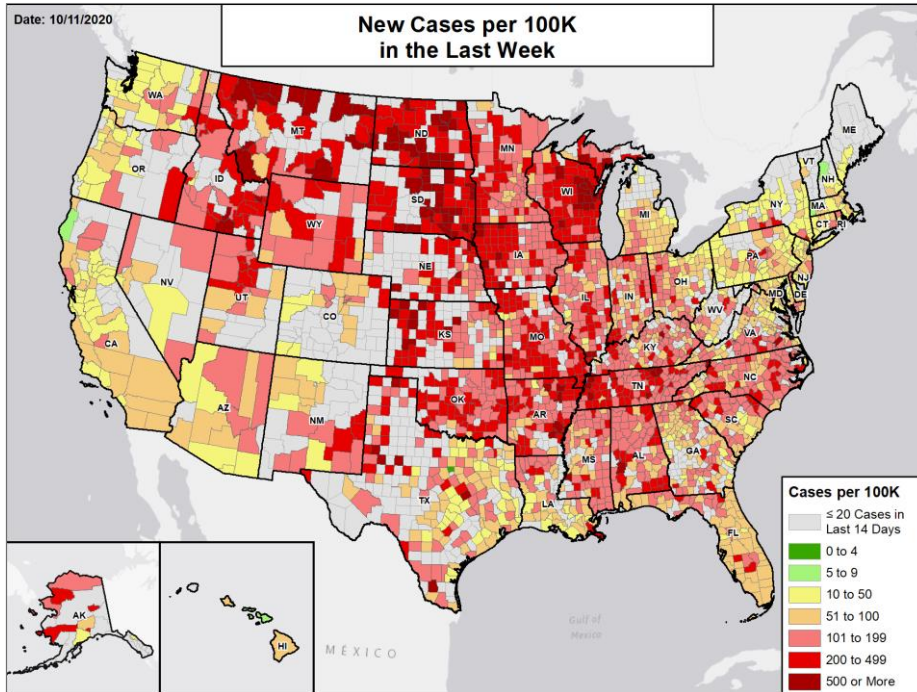 Date: 10/11/2020
New Cases per 100K
in the Last Week
WA
MT
ND
MN
ME
OR
ID
SD
WI
VT
NH
WY
MI
NY
MA
CT
RI
IA
NE
PA
NV
UT
CO
IL
IN
OH
NJ
MD
DE
WV
CA
KS
MO
KY
VA
AZ
NM
OK
AR
TN
NC
SC
MS
AL
GA
TX
LA
FL
AK
HI
MÉXICO
Gulf of
Mexico
Cases per 100K
≤ 20 Cases in
Last 14 Days
0 to 4
5 to 9
10 to 50
51 to 100
101 to 199
200 to 499
500 or More